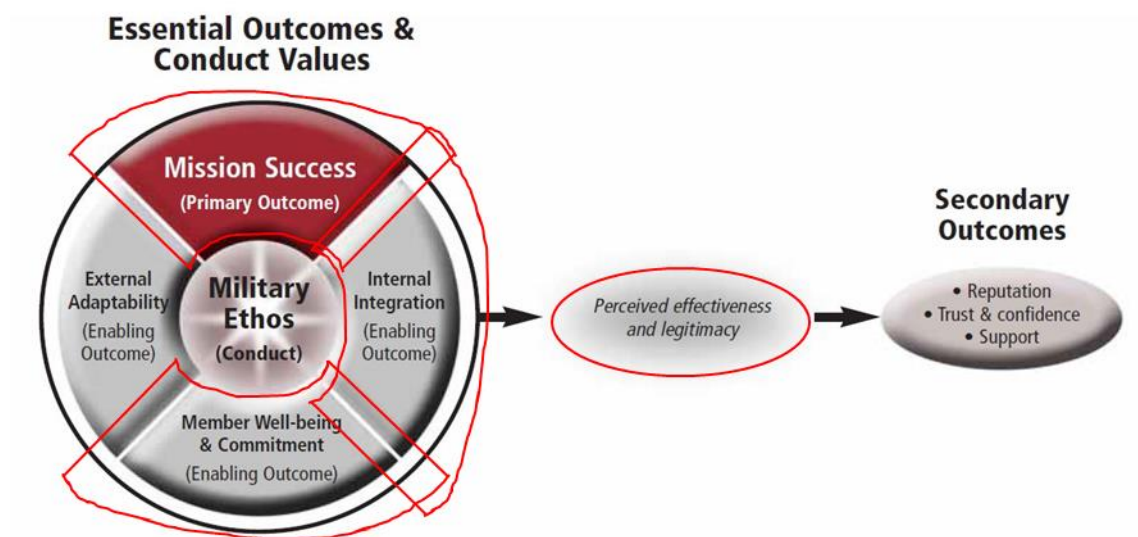 Essential Outcomes &
Conduct Values
Mission Success
(Primary Outcome)
External
Adaptability
(Enabling
Outcome)
Military
Ethos
(Conduct)
Internal
Integration
(Enabling
Outcome)
Member Well-being
& Commitment
(Enabling Outcome)
Perceived effectiveness
and legitimacy
Secondary
Outcomes
• Reputation
• Trust & confidence
• Support